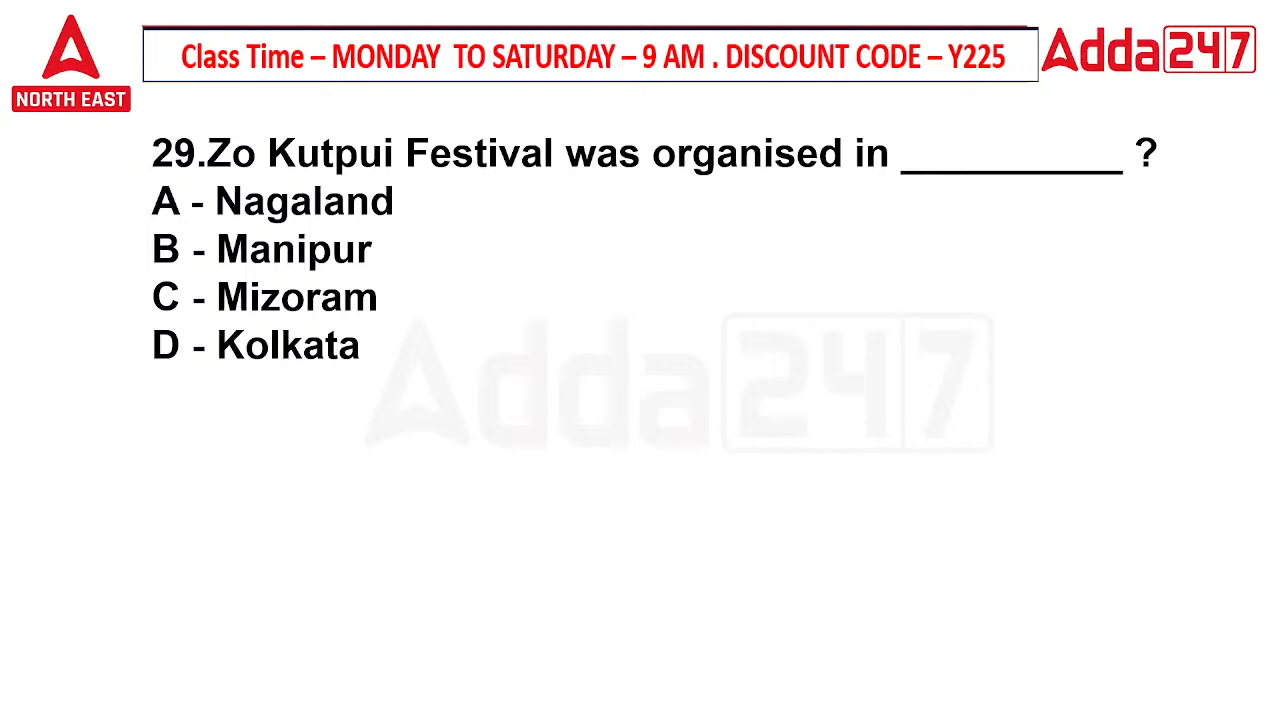 Class Time – MONDAY TO SATURDAY – 9 AM . DISCOUNT CODE – Y225
Adda247
NORTH EAST
29.Zo Kutpui Festival was organised in __________ ?
A - Nagaland
B - Manipur
C - Mizoram
D - Kolkata
Adda247